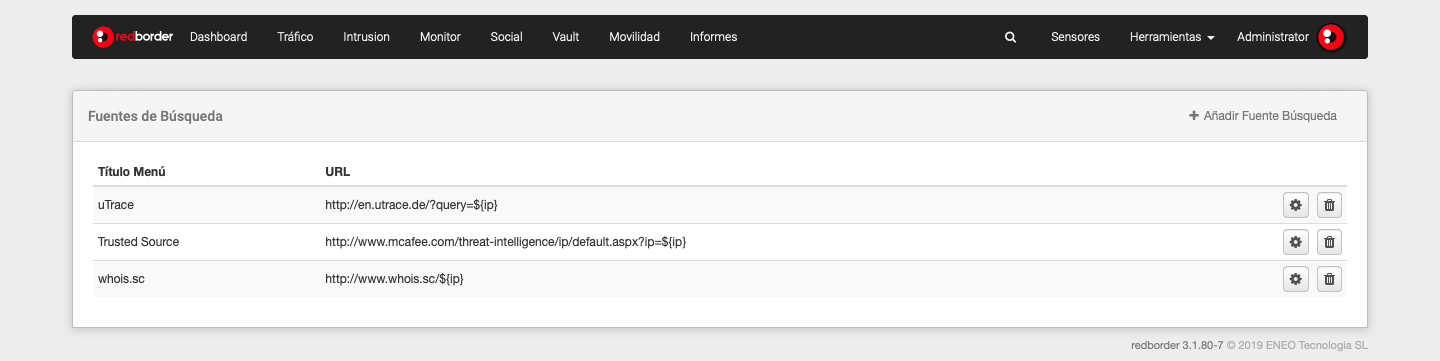 redborder Dashboard Tráfico Intrusion Monitor Social Vault Movilidad Informes Sensores Herramientas Administrator
Fuentes de Búsqueda + Añadir Fuente Búsqueda
Título Menú URL
uTrace http://en.utrace.de/?query=${ip}
Trusted Source http://www.mcafee.com/threat-intelligence/ip/default.aspx?ip=${ip}
whois.sc http://www.whois.sc/${ip}
redborder 3.1.80-7 © 2019 ENEO Tecnologia SL